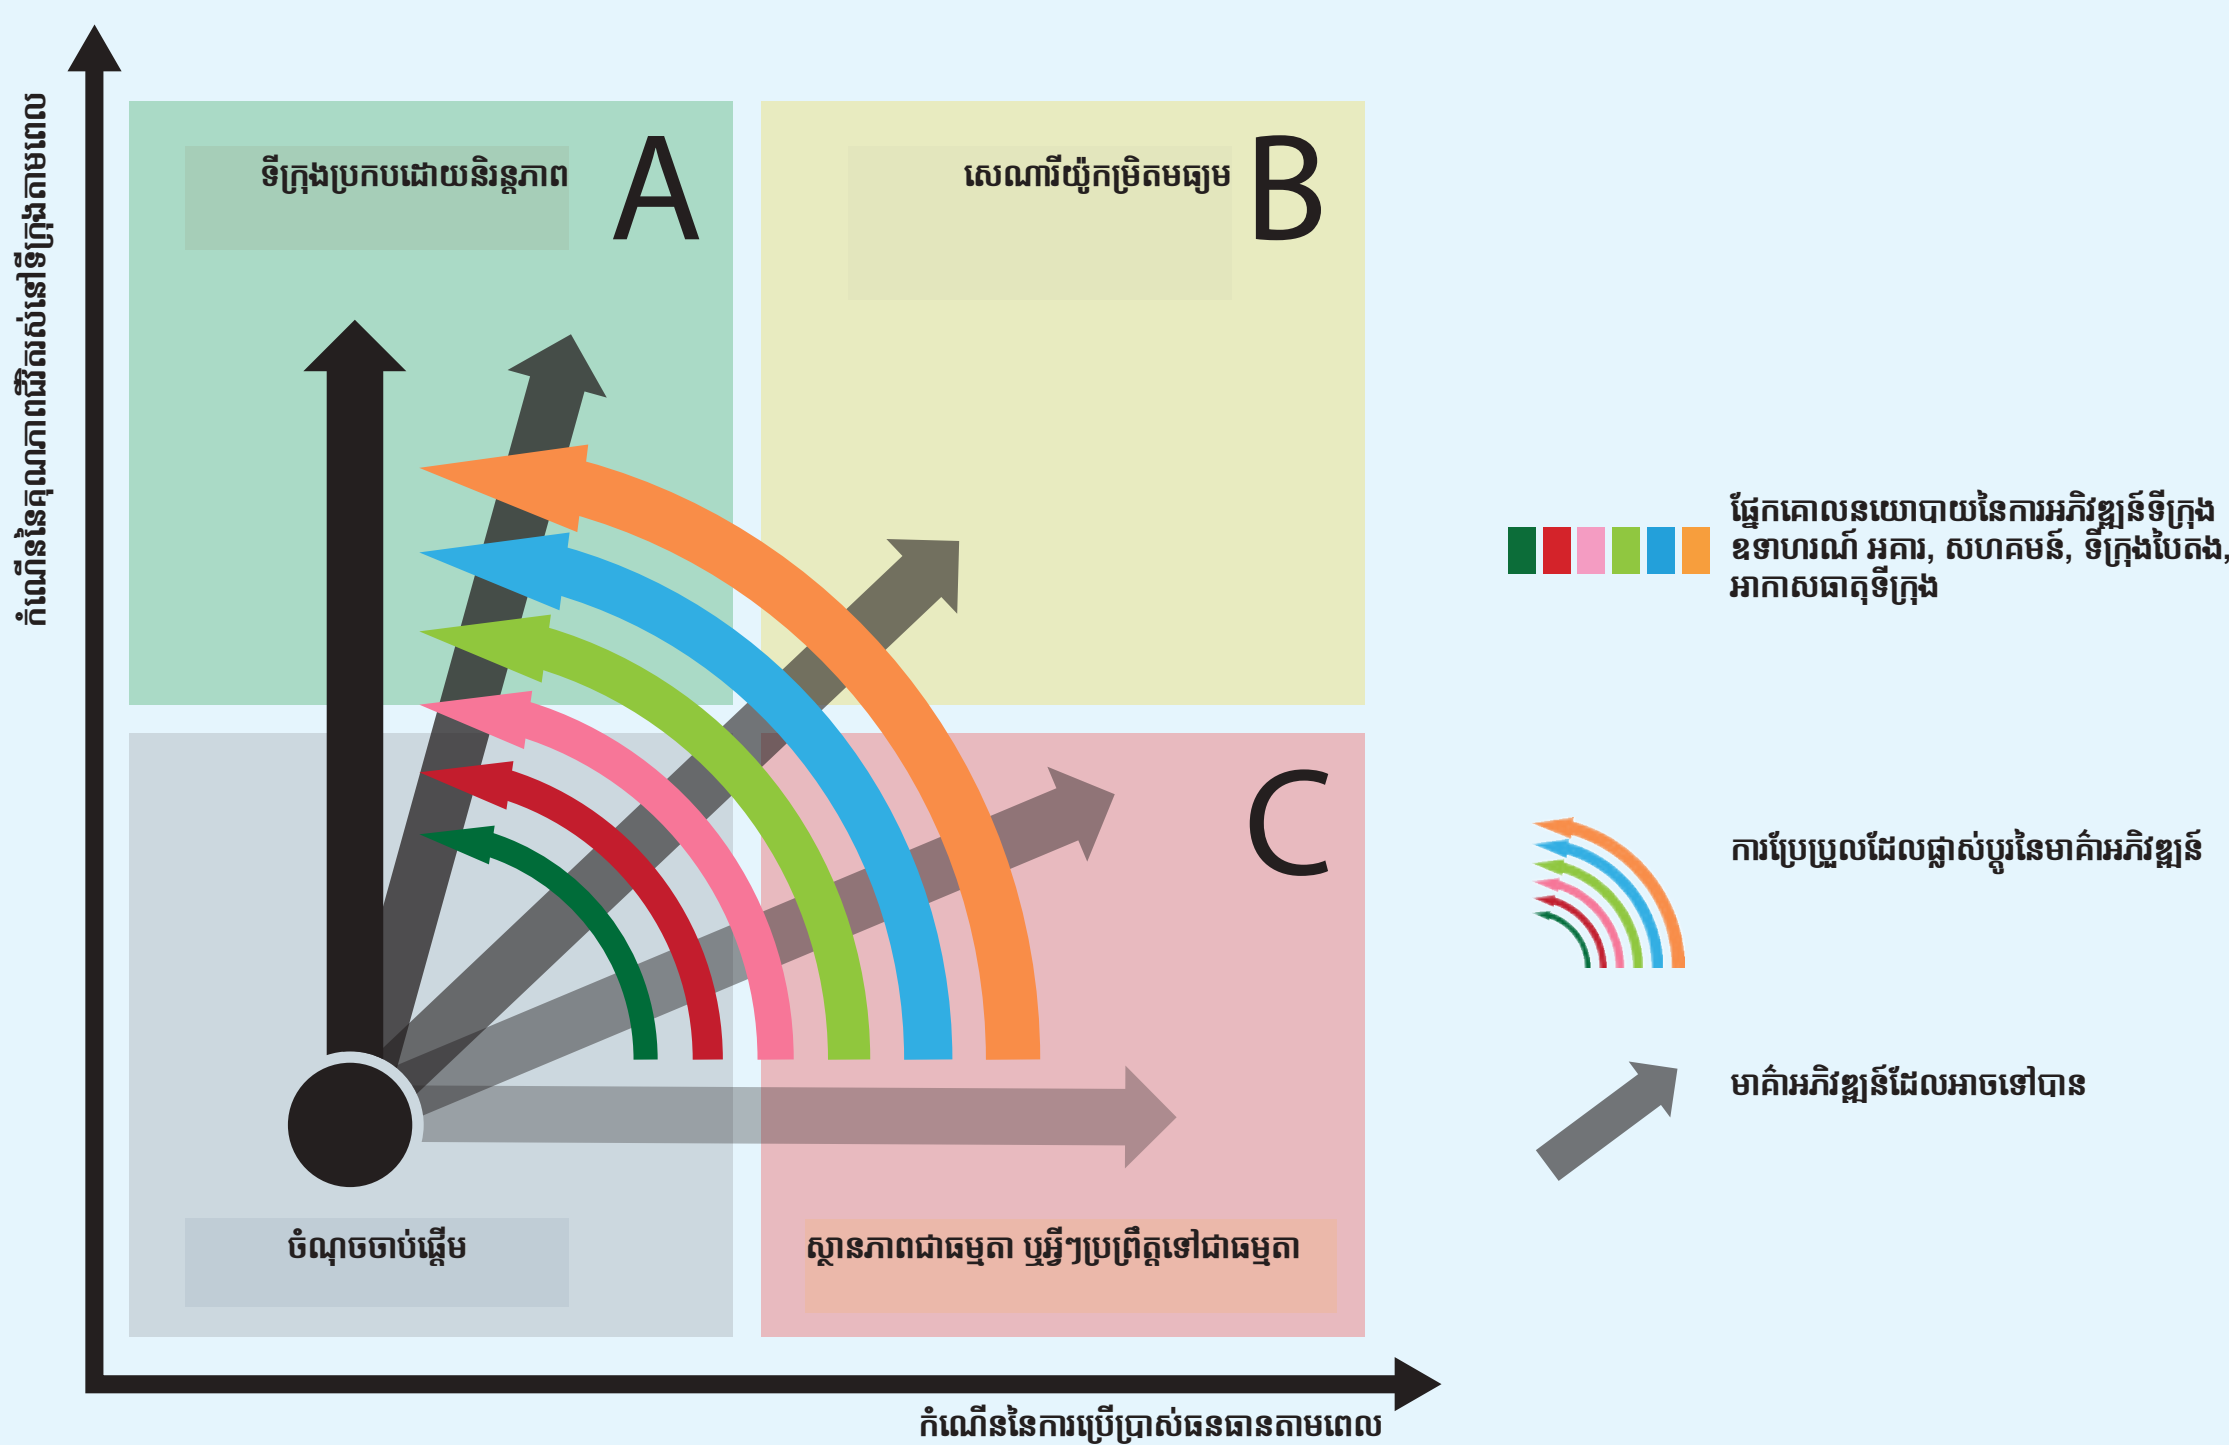 កំណើននៃគុណភាពជីវិតរស់នៅទីក្រុងតាមពេល
ទីក្រុងប្រកបដោយនិរន្តភាព
A
សេណារីយ៉ូកម្រិតមធ្យម
B
C
ចំណុចចាប់ផ្តើម
ស្ថានភាពជាធម្មតា ឬអ្វីៗប្រព្រឹត្តទៅជាធម្មតា
កំណើននៃការប្រើប្រាស់ធនធានតាមពេល
ផ្នែកគោលនយោបាយនៃការអភិវឌ្ឍន៍ទីក្រុង
ឧទាហរណ៍ អគារ, សហគមន៍, ទីក្រុងបៃតង,
អាកាសធាតុទីក្រុង
ការប្រែប្រួលដែលផ្លាស់ប្តូរនៃមាគ៌ាអភិវឌ្ឍន៍
មាគ៌ាអភិវឌ្ឍន៍ដែលអាចទៅបាន